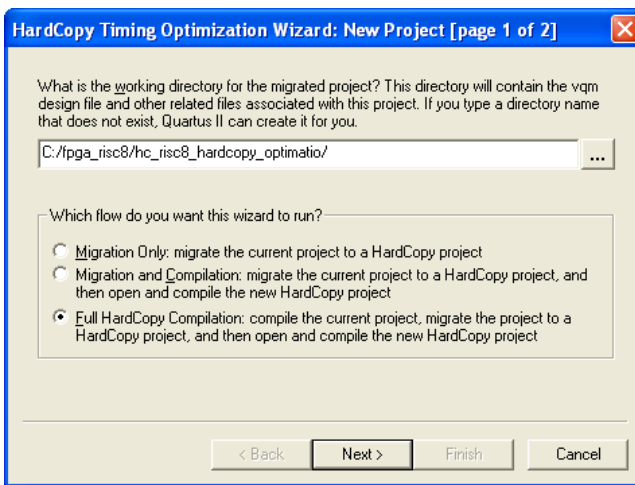 HardCopy Timing Optimization Wizard: New Project [page 1 of 2]
What is the working directory for the migrated project? This directory will contain the vqm
design file and other related files associated with this project. If you type a directory name
that does not exist, Quartus II can create it for you.
C:/fpga_risc8/hc_risc8_hardcopy_optimatio/
...
Which flow do you want this wizard to run?
Migration Only: migrate the current project to a HardCopy project
Migration and Compilation: migrate the current project to a HardCopy project, and
then open and compile the new HardCopy project
Full HardCopy Compilation: compile the current project, migrate the project to a
HardCopy project, and then open and compile the new HardCopy project
< Back
Next >
Finish
Cancel